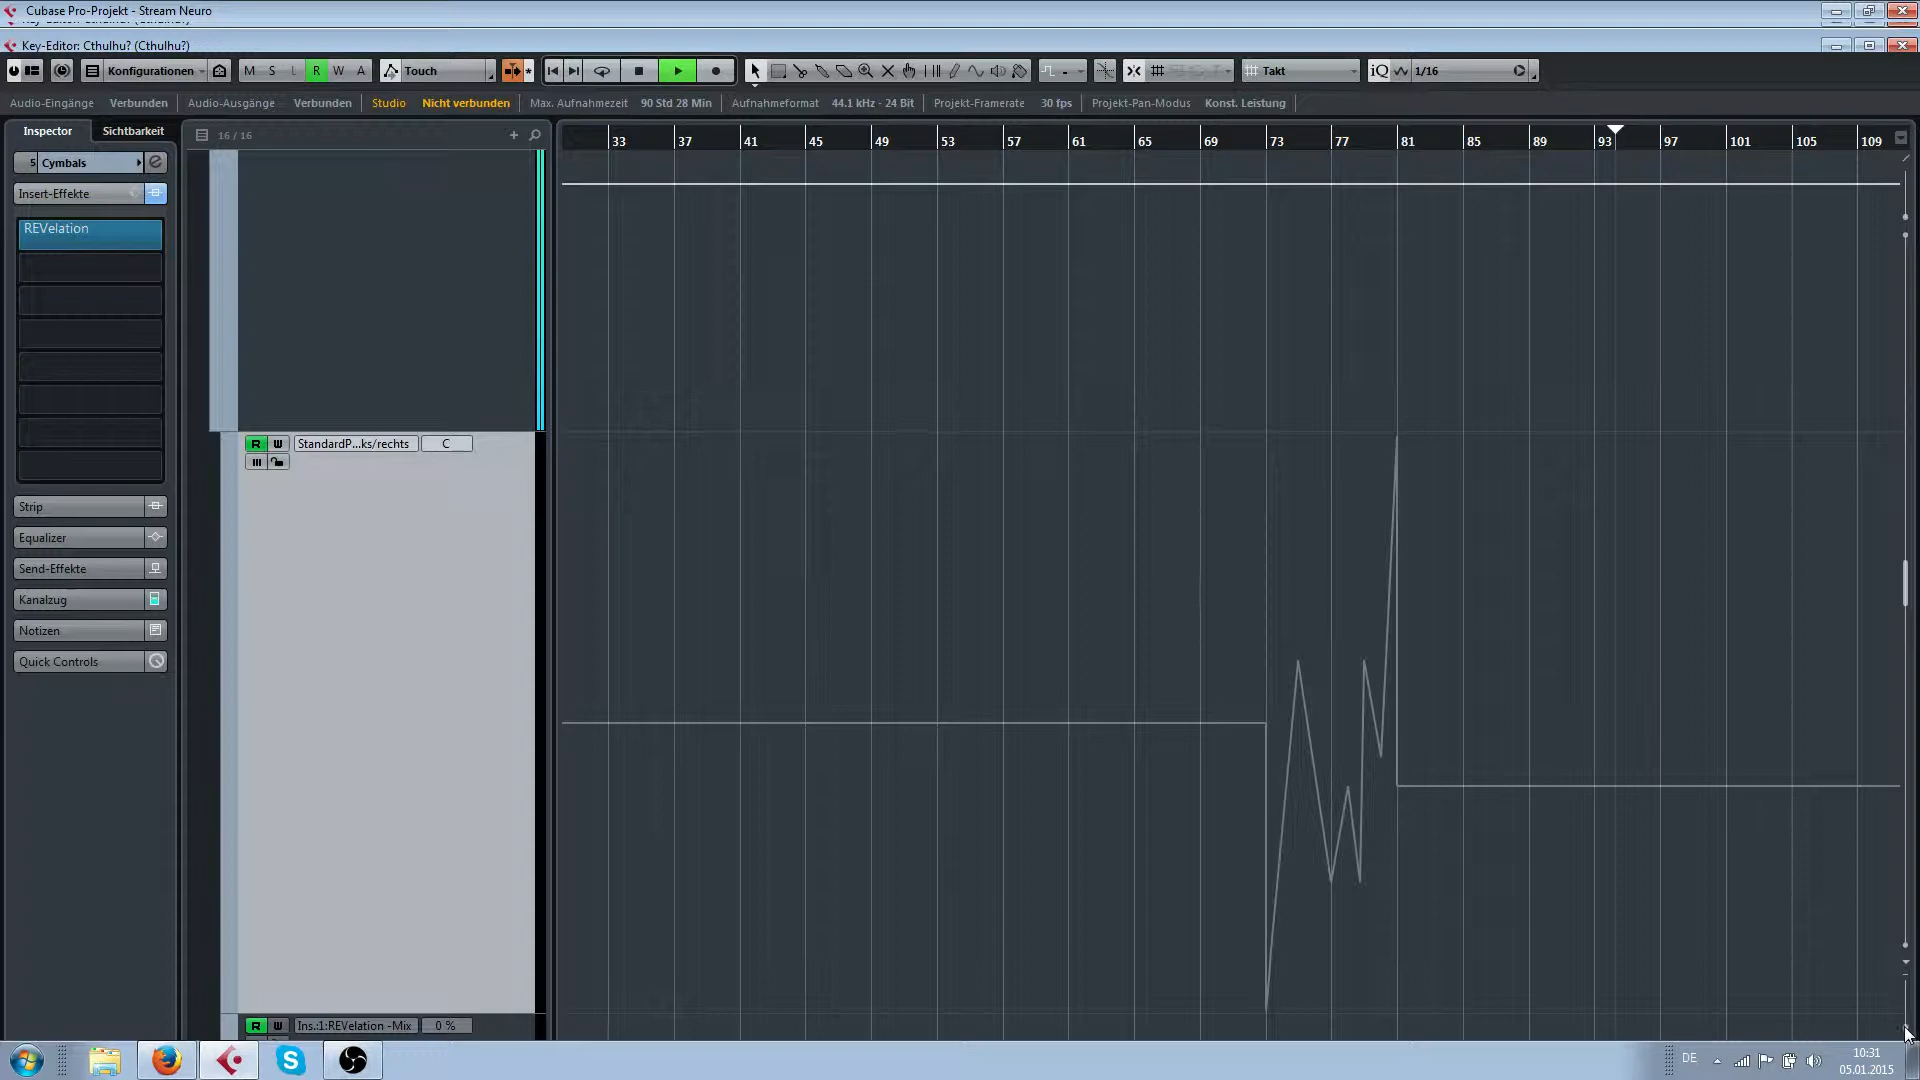 Cubase Pro-Projekt - Stream Neuro
Key-Editor: Cthulhu? (Cthulhu?)
Konfigurationen M S L R W A Touch Takt iQ 1/16
Audio-Eingänge Verbunden Audio-Ausgänge Verbunden Studio Nicht verbunden Max. Aufnahmezeit 90 Std 28 Min Aufnahmeformat 44.1 kHz - 24 Bit Projekt-Framerate 30 fps Projekt-Pan-Modus Konst. Leistung
Inspector Sichtbarkeit 16 / 16
33 37 41 45 49 53 57 61 65 69 73 77 81 85 89 93 97 101 105 109
5 Cymbals
Insert-Effekte
REVelation
R W StandardP...ks/rechts C
Strip
Equalizer
Send-Effekte
Kanalzug
Notizen
Quick Controls
R W Ins.:1:REVelation -Mix 0 %
DE 10:31
05.01.2015